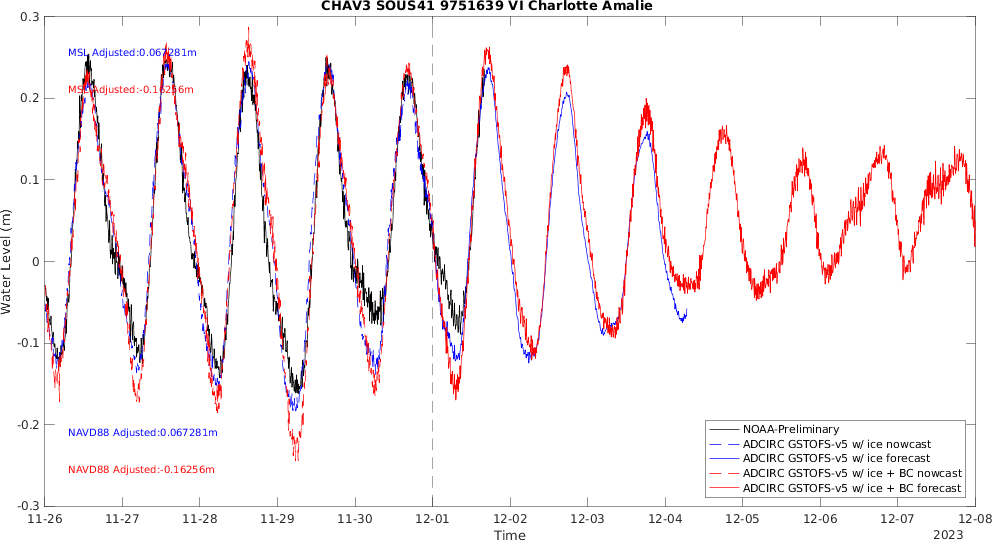 CHAV3 SOUS41 9751639 VI Charlotte Amalie
0.3
0.2
0.1
0
-0.1
-0.2
-0.3
Water Level (m)
MSL Adjusted:0.067281m
MSL Adjusted:-0.16256m
NAVD88 Adjusted:0.067281m
NAVD88 Adjusted:-0.16256m
NOAA-Preliminary
ADCIRC GSTOFS-v5 w/ ice nowcast
ADCIRC GSTOFS-v5 w/ ice forecast
ADCIRC GSTOFS-v5 w/ ice + BC nowcast
ADCIRC GSTOFS-v5 w/ ice + BC forecast
11-26 11-27 11-28 11-29 11-30 12-01 12-02 12-03 12-04 12-05 12-06 12-07 12-08
Time
2023